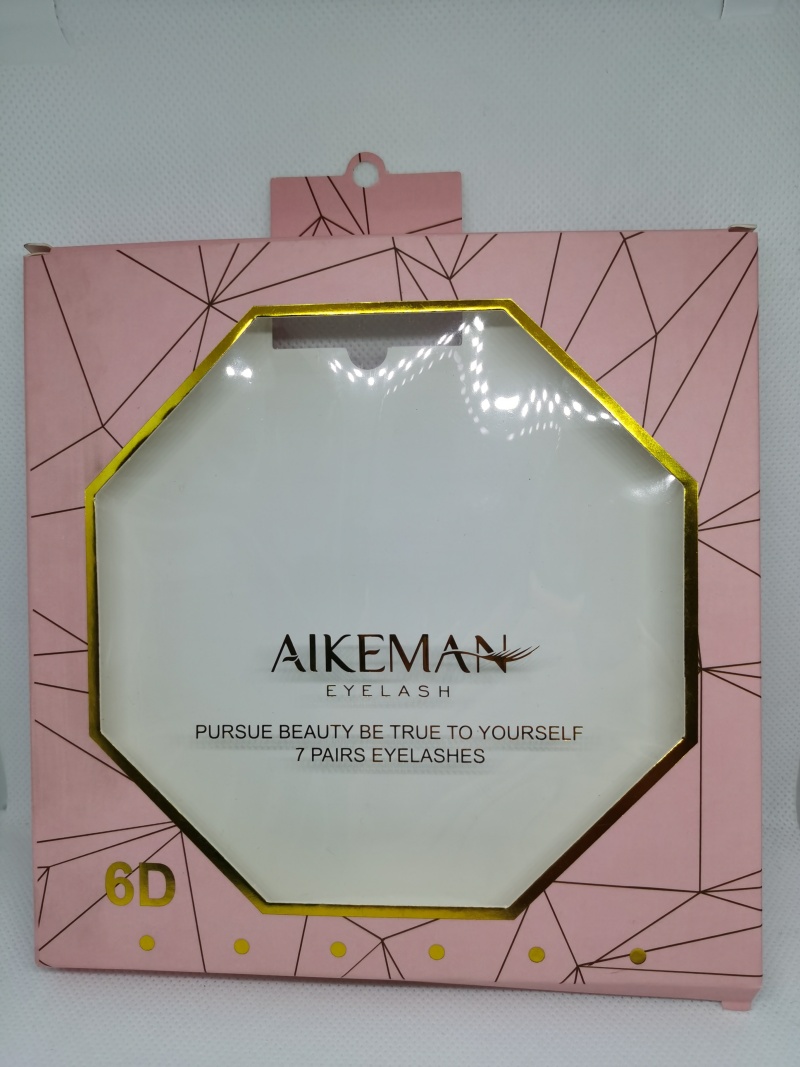 AIKEMAN
EYELASH
PURSUE BEAUTY BE TRUE TO YOURSELF
7 PAIRS EYELASHES
6D